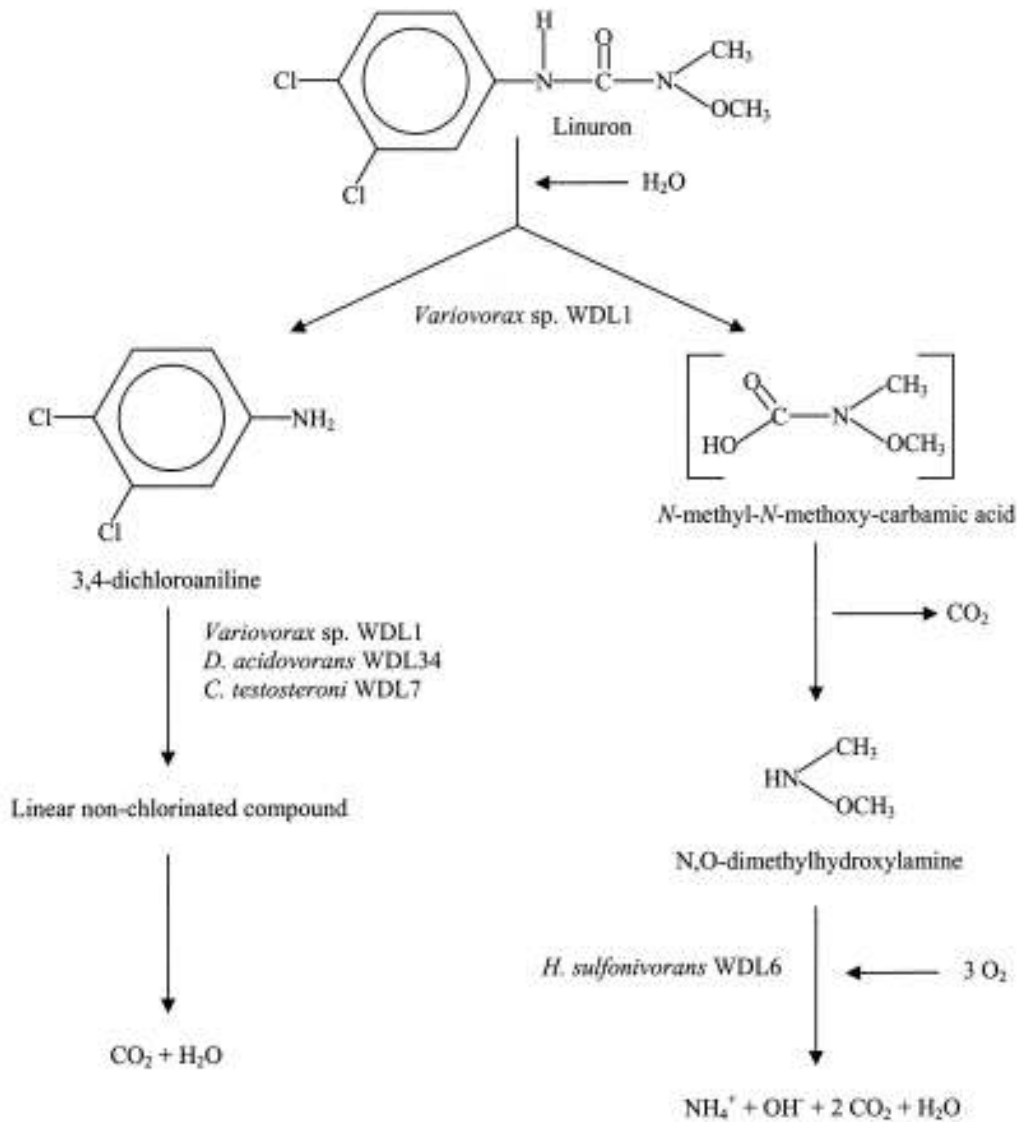 H
O
CH₃
Cl
N
C
N
OCH₃
Linuron
Cl
H₂O
Variovorax sp. WDL1
Cl
NH₂
Cl
3,4-dichloroaniline
O
CH₃
C
N
HO
OCH₃
N-methyl-N-methoxy-carbamic acid
CO₂
Variovorax sp. WDL1
D. acidovorans WDL34
C. testosteroni WDL7
CH₃
HN
OCH₃
Linear non-chlorinated compound
N,O-dimethylhydroxylamine
H. sulfonivorans WDL6
3 O₂
CO₂ + H₂O
NH₄⁺ + OH⁻ + 2 CO₂ + H₂O